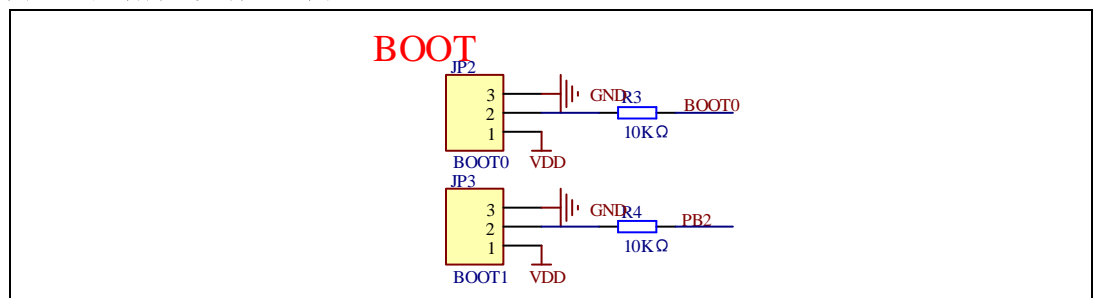 BOOT
JP2
3
GND
R3
BOOT0
2
10KΩ
1
BOOT0
VDD
JP3
3
GND
R4
PB2
2
10KΩ
1
BOOT1
VDD